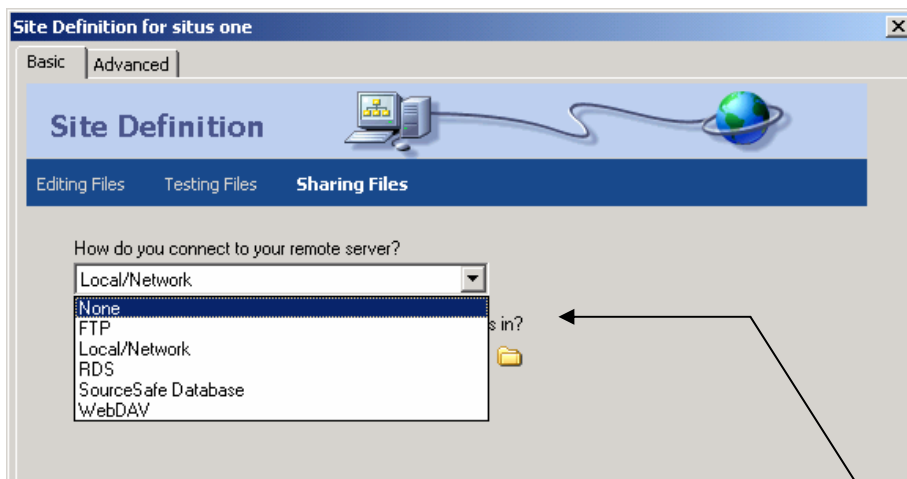 Site Definition for situs one
Basic Advanced
Site Definition
Editing Files Testing Files Sharing Files
How do you connect to your remote server?
Local/Network
None
FTP
s in?
Local/Network
RDS
SourceSafe Database
WebDAV